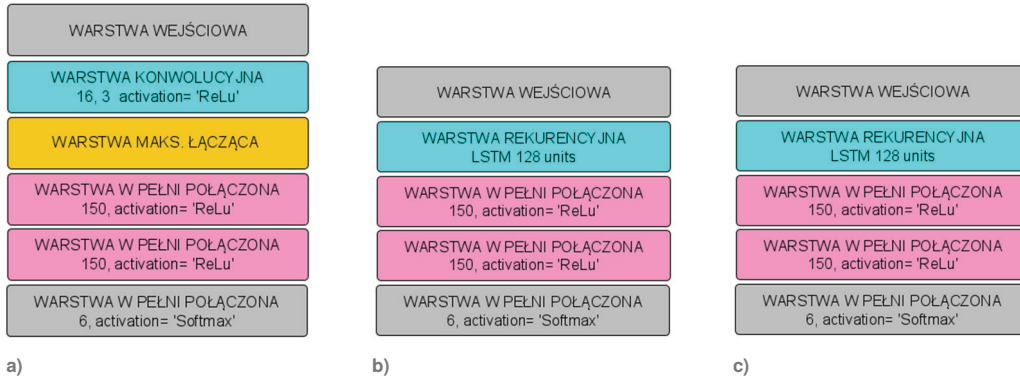 WARSTWA WEJŚCIOWA
WARSTWA KONWOLUCYJNA
16, 3 activation= 'ReLu'
WARSTWA MAKS. ŁĄCZĄCA
WARSTWA W PEŁNI POŁĄCZONA
150, activation= 'ReLu'
WARSTWA W PEŁNI POŁĄCZONA
150, activation= 'ReLu'
WARSTWA W PEŁNI POŁĄCZONA
6, activation= 'Softmax'
a)
WARSTWA WEJŚCIOWA
WARSTWA REKURENCYJNA
LSTM 128 units
WARSTWA W PEŁNI POŁĄCZONA
150, activation= 'ReLu'
WARSTWA W PEŁNI POŁĄCZONA
150, activation= 'ReLu'
WARSTWA W PEŁNI POŁĄCZONA
6, activation= 'Softmax'
b)
WARSTWA WEJŚCIOWA
WARSTWA REKURENCYJNA
LSTM 128 units
WARSTWA W PEŁNI POŁĄCZONA
150, activation= 'ReLu'
WARSTWA W PEŁNI POŁĄCZONA
150, activation= 'ReLu'
WARSTWA W PEŁNI POŁĄCZONA
6, activation= 'Softmax'
c)